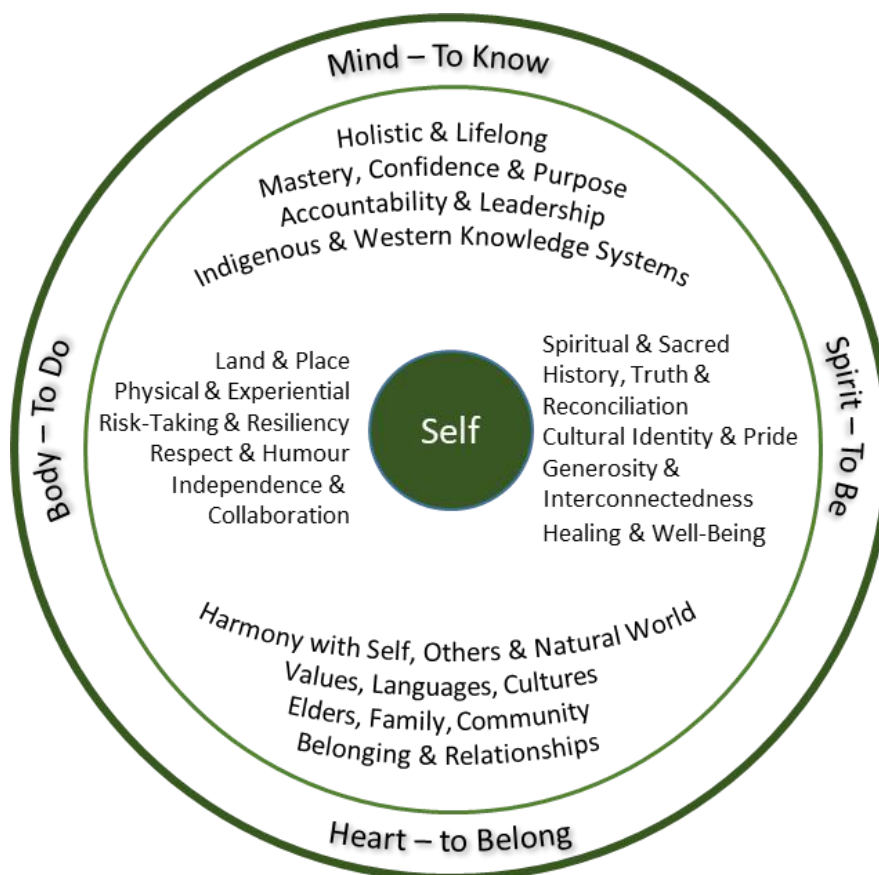 Mind – To Know
Holistic & Lifelong
Mastery, Confidence & Purpose
Accountability & Leadership
Indigenous & Western Knowledge Systems
Body – To Do
Land & Place
Physical & Experiential
Risk-Taking & Resiliency
Respect & Humour
Independence &
Collaboration
Self
Spiritual & Sacred
History, Truth &
Reconciliation
Cultural Identity & Pride
Generosity &
Interconnectedness
Healing & Well-Being
Spirit – To Be
Harmony with Self, Others & Natural World
Values, Languages, Cultures
Elders, Family, Community
Belonging & Relationships
Heart – to Belong